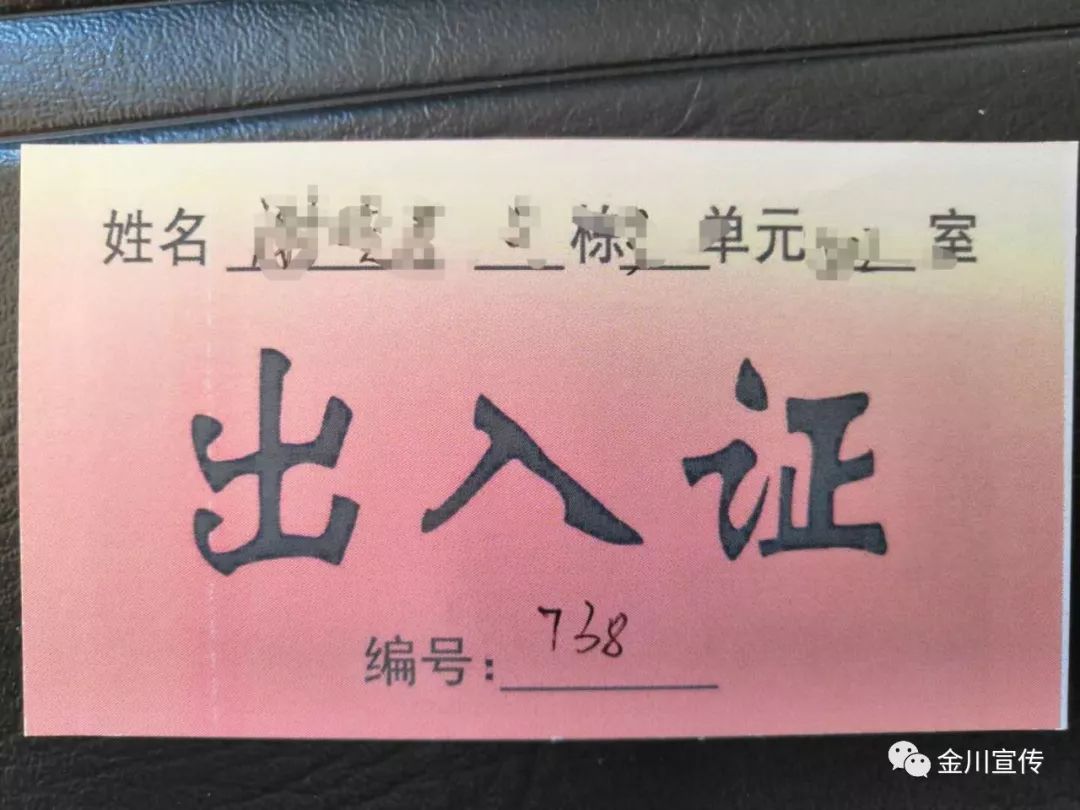 姓名 栋 单元 室
出入证
编号: 738
金川宣传